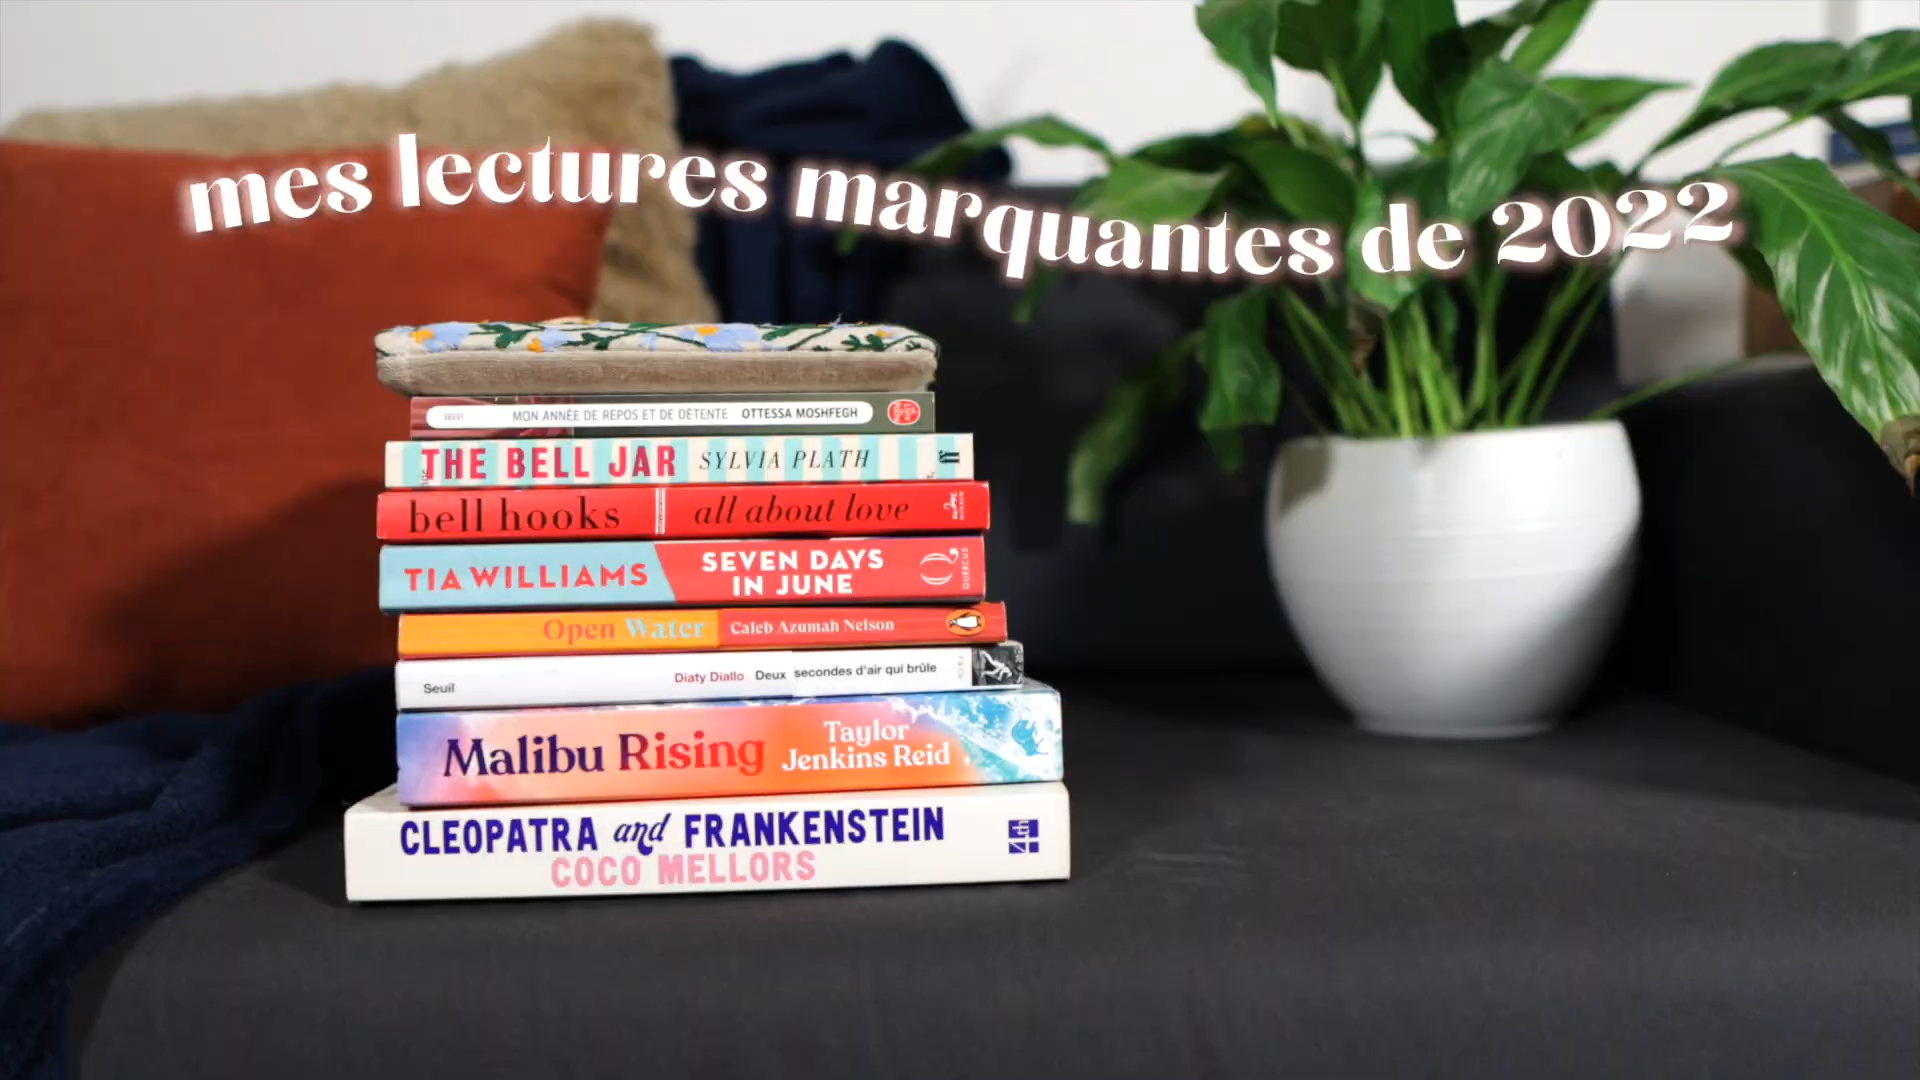 mes lectures marquantes de 2022
MON ANNÉE DE REPOS ET DE DÉTENTE OTTESSA MOSHFEGH
THE BELL JAR SYLVIA PLATH ff
bell hooks all about love
TIA WILLIAMS SEVEN DAYS IN JUNE QUERCUS
Open Water Caleb Azumah Nelson
Seuil Diaty Diallo Deux secondes d'air qui brûle
Malibu Rising Taylor Jenkins Reid
CLEOPATRA and FRANKENSTEIN
COCO MELLORS